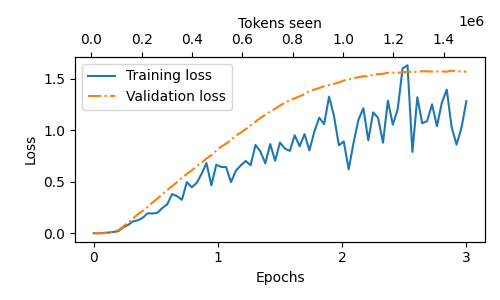 Tokens seen
0.0 0.2 0.4 0.6 0.8 1.0 1.2 1.4 1e6
Training loss
Validation loss
1.5
1.0
0.5
0.0
Loss
0 1 2 3
Epochs